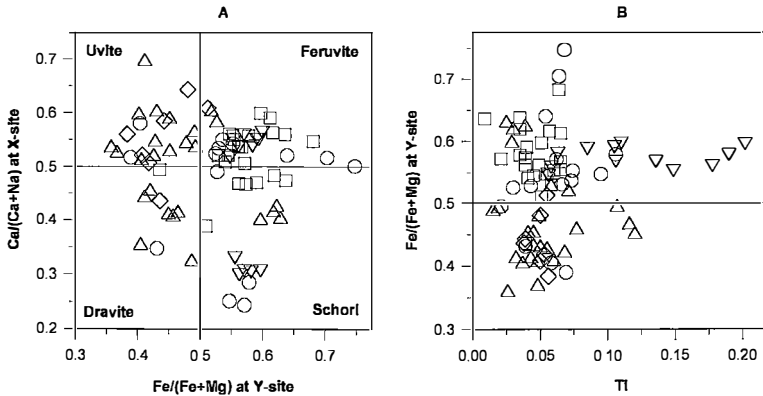 A
Uvite
Feruvite
Dravite
Schorl
Ca/(Ca+Na) at X-site
0.7
0.6
0.5
0.4
0.3
0.2
0.3
0.4
0.5
0.6
0.7
Fe/(Fe+Mg) at Y-site
B
Fe/(Fe+Mg) at Y-site
0.7
0.6
0.5
0.4
0.3
0.00
0.05
0.10
0.15
0.20
Ti